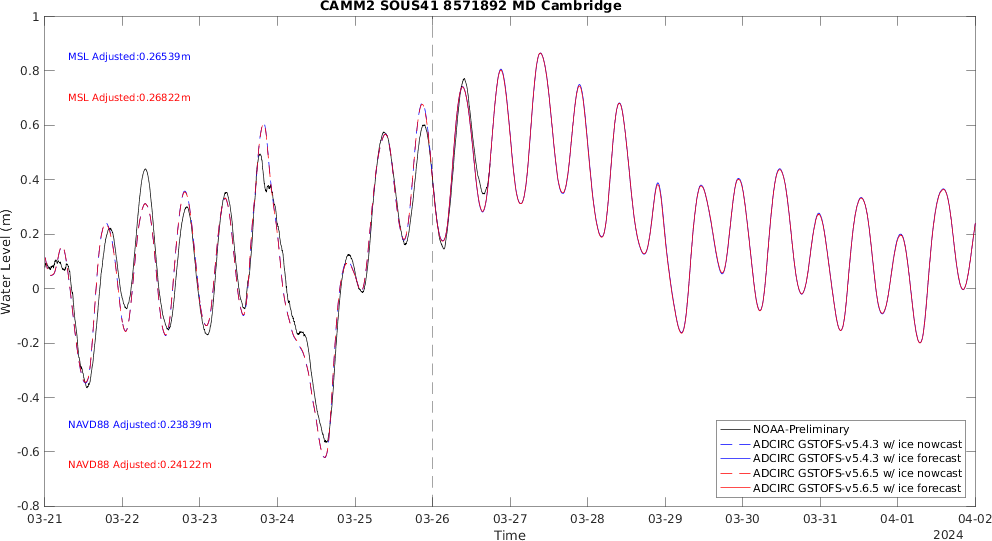 CAMM2 SOUS41 8571892 MD Cambridge
1
0.8
0.6
0.4
0.2
0
-0.2
-0.4
-0.6
-0.8
Water Level (m)
MSL Adjusted:0.26539m
MSL Adjusted:0.26822m
NAVD88 Adjusted:0.23839m
NAVD88 Adjusted:0.24122m
NOAA-Preliminary
ADCIRC GSTOFS-v5.4.3 w/ ice nowcast
ADCIRC GSTOFS-v5.4.3 w/ ice forecast
ADCIRC GSTOFS-v5.6.5 w/ ice nowcast
ADCIRC GSTOFS-v5.6.5 w/ ice forecast
03-21 03-22 03-23 03-24 03-25 03-26 03-27 03-28 03-29 03-30 03-31 04-01 04-02
Time
2024